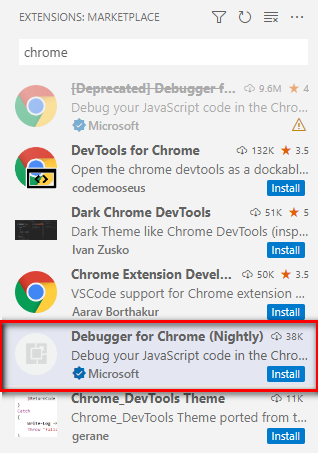 EXTENSIONS: MARKETPLACE
chrome
[Deprecated] Debugger f... 9.6M ★ 4
Debug your JavaScript code in the Chro...
Microsoft
DevTools for Chrome 132K ★ 3.5
Open the chrome devtools as a dockabl...
codemooseus Install
Dark Chrome DevTools 51K ★ 5
Dark Theme like Chrome DevTools (insp...
Ivan Zusko Install
Chrome Extension Devel... 50K ★ 3.5
VSCode support for Chrome extension ...
Aarav Borthakur Install
Debugger for Chrome (Nightly) 38K
Debug your JavaScript code in the Chro...
Microsoft Install
Chrome_DevTools Theme 11K
Chrome_DevTools Theme ported from t...
gerane Install